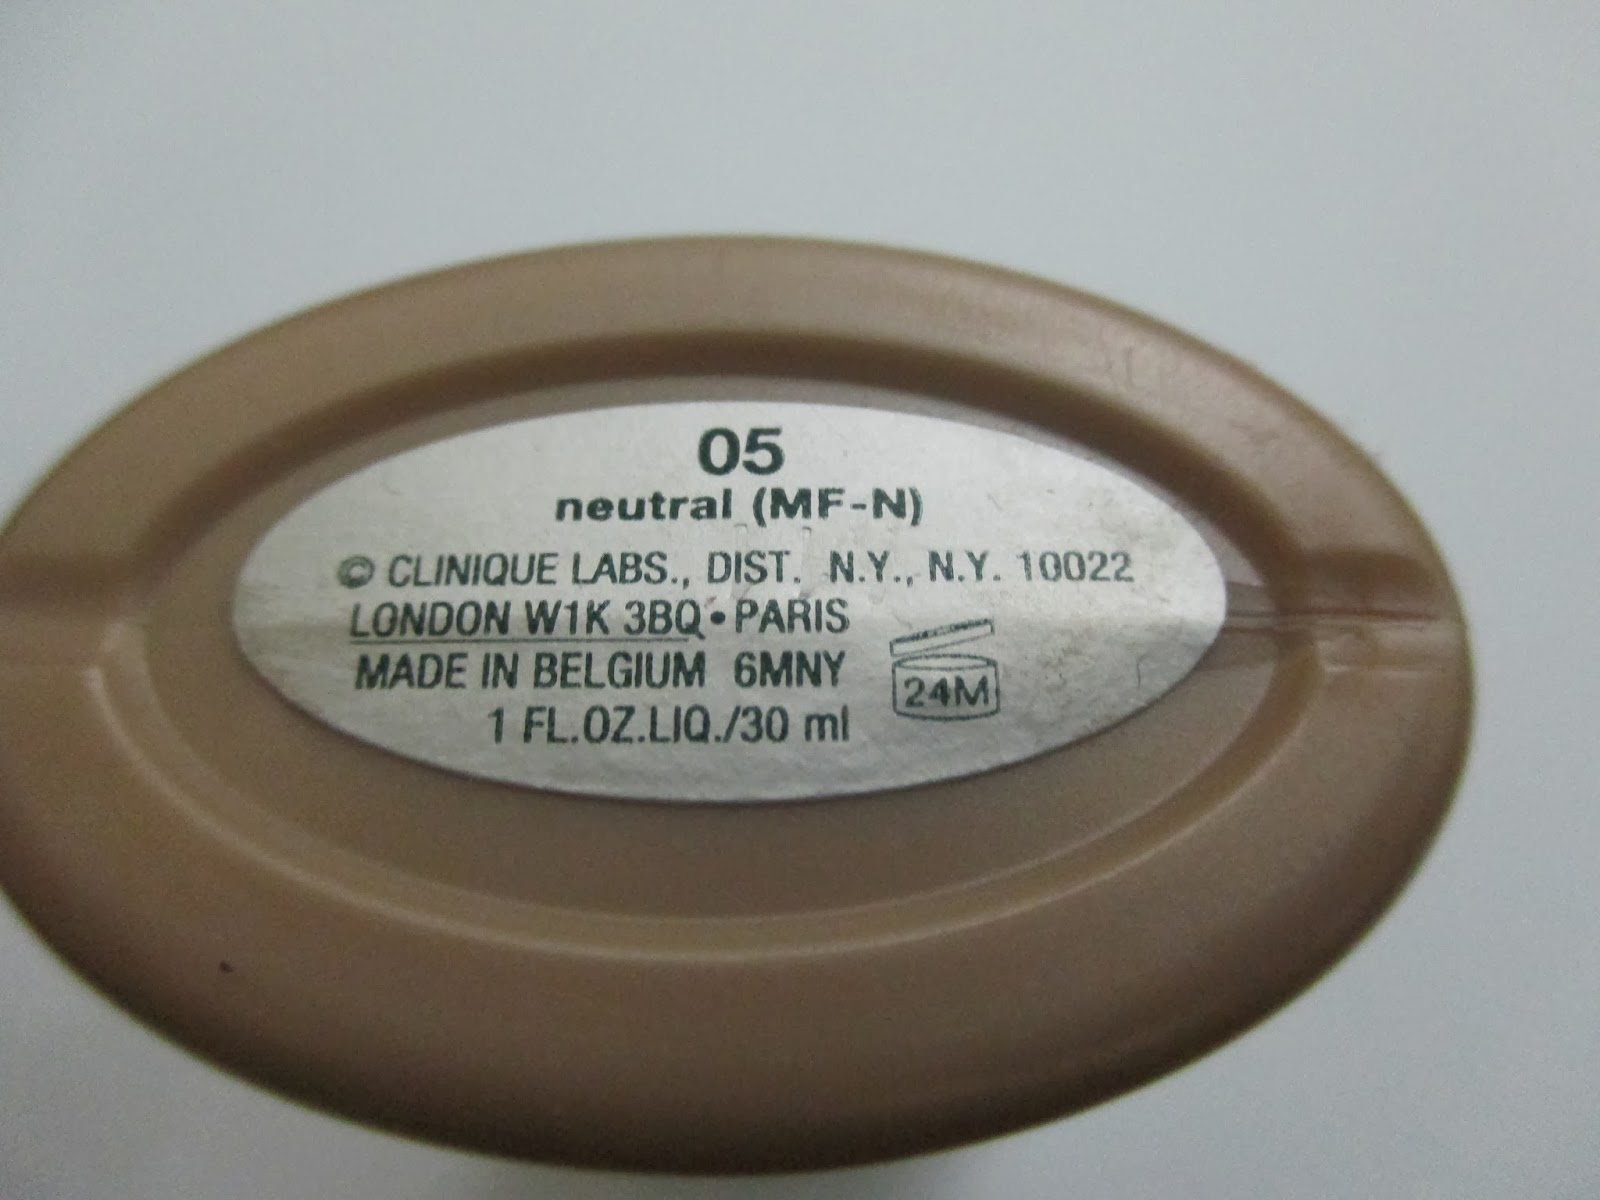 05
neutral (MF-N)
© CLINIQUE LABS., DIST. N.Y., N.Y. 10022
LONDON W1K 3BQ • PARIS
MADE IN BELGIUM 6MNY
24M
1 FL.OZ.LIQ./30 ml